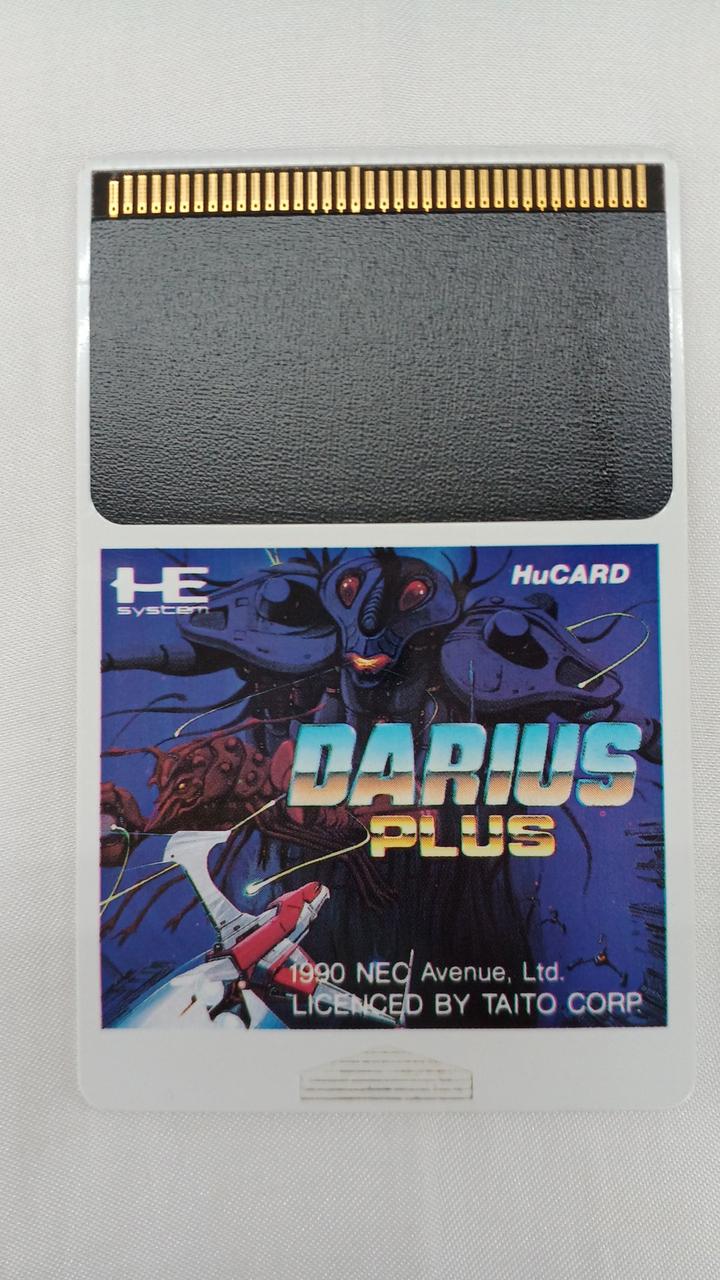 HE
system
HuCARD
DARIUS
PLUS
1990 NEC Avenue, Ltd.
LICENCED BY TAITO CORP.